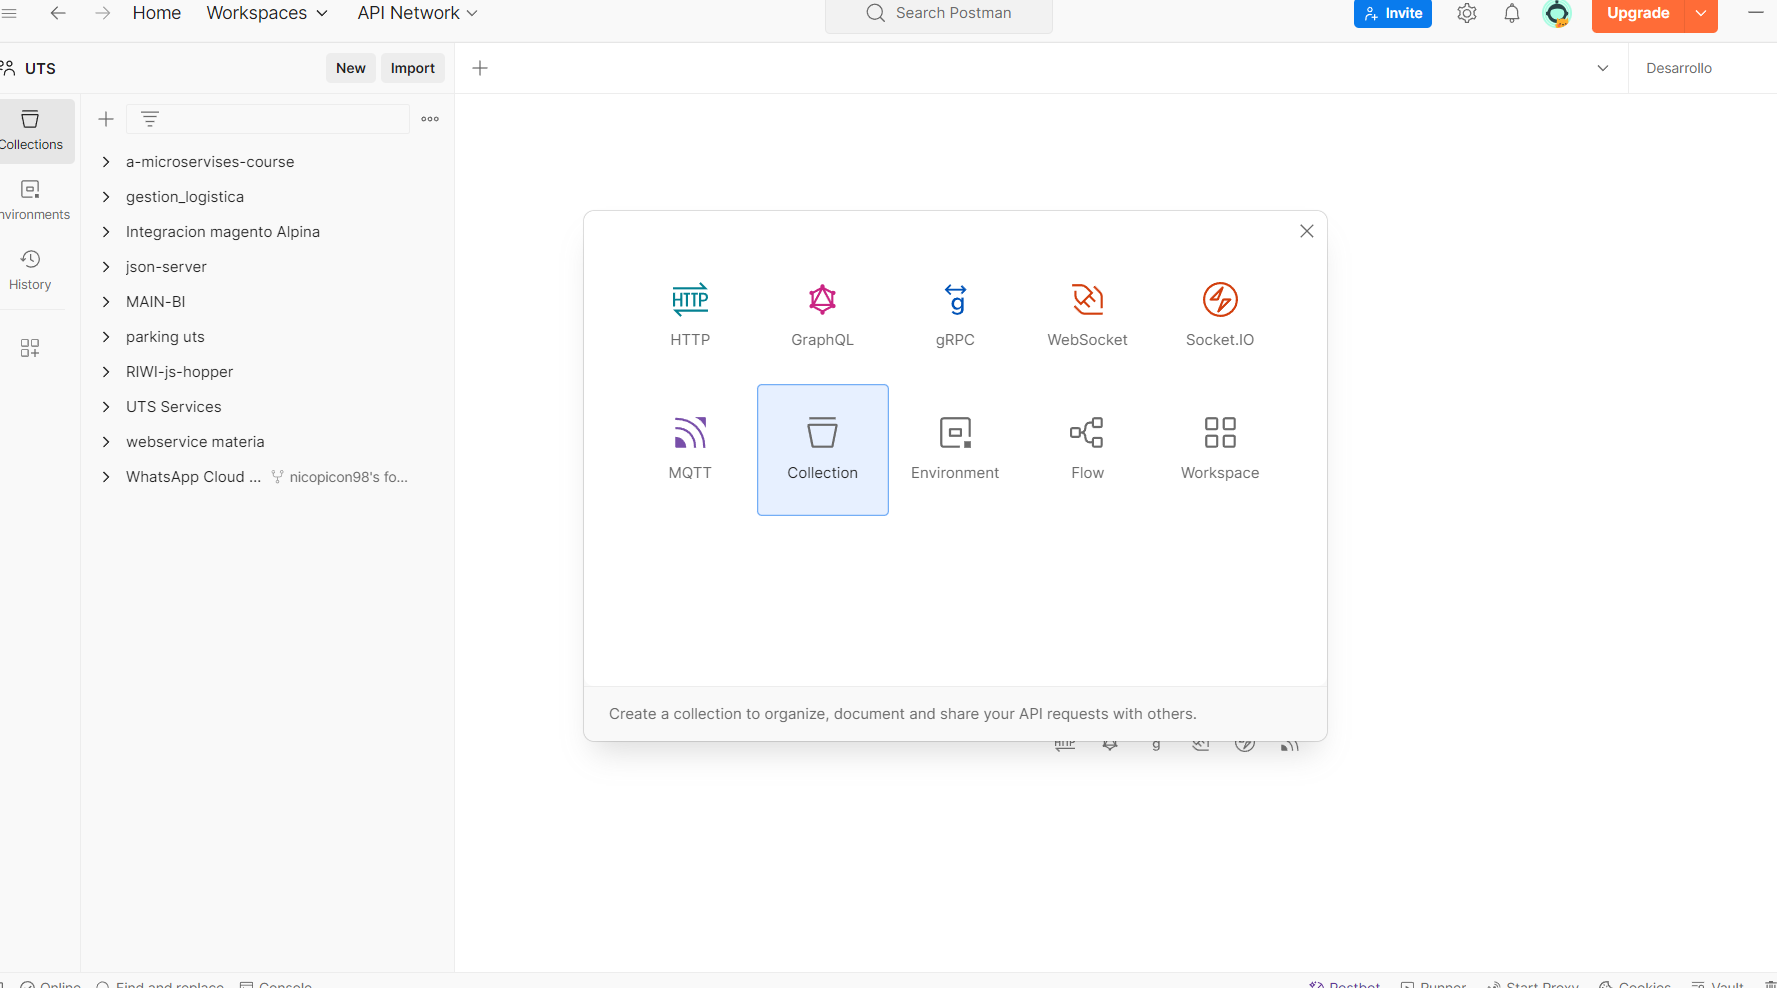 Home Workspaces API Network Search Postman Invite Upgrade
UTS New Import Desarrollo
Collections
a-microservises-course
gestion_logistica
nvironments
Integracion magento Alpina
json-server
History
MAIN-BI
parking uts
RIWI-js-hopper
UTS Services
webservice materia
WhatsApp Cloud ... nicopicon98's fo...
HTTP GraphQL gRPC WebSocket Socket.IO
MQTT Collection Environment Flow Workspace
Create a collection to organize, document and share your API requests with others.
Online Find and replace Console Postbot Runner Start Proxy Cookies Vault